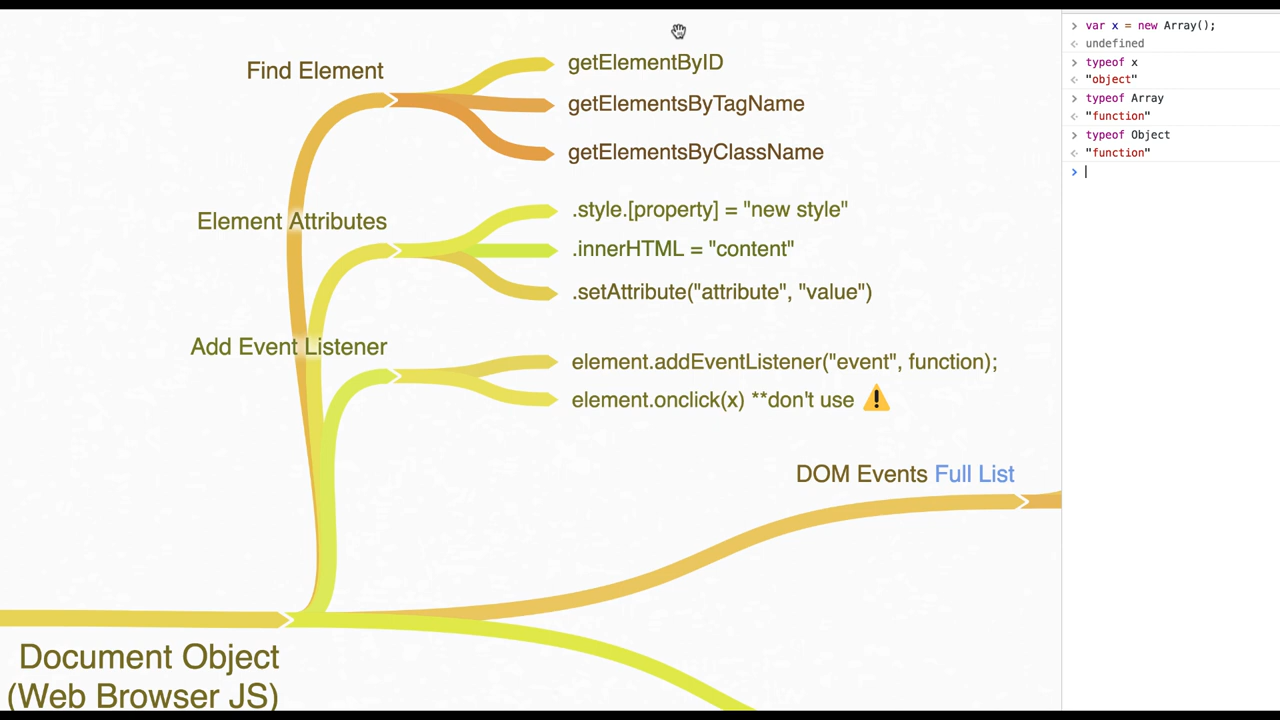 Find Element
getElementByID
getElementsByTagName
getElementsByClassName
Element Attributes
.style.[property] = "new style"
.innerHTML = "content"
.setAttribute("attribute", "value")
Add Event Listener
element.addEventListener("event", function);
element.onclick(x) **don't use
DOM Events Full List
Document Object
(Web Browser JS)
> var x = new Array();
undefined
> typeof x
"object"
> typeof Array
"function"
> typeof Object
"function"
>